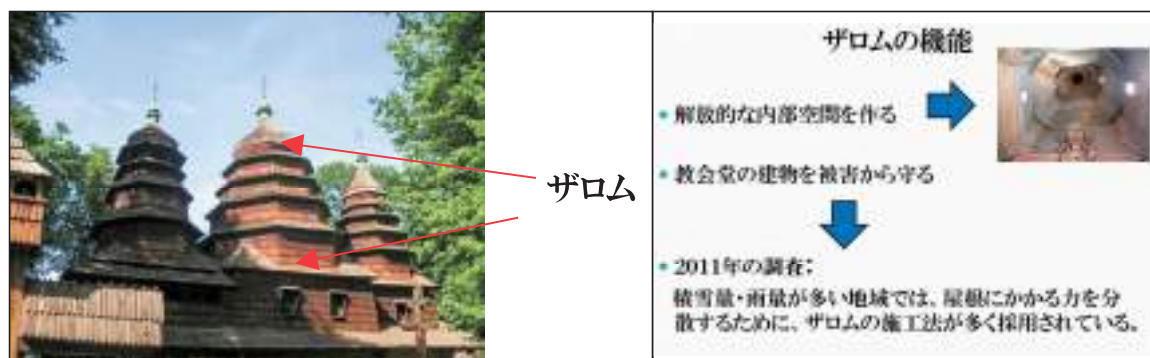 ザロム
ザロムの機能
• 解放的な内部空間を作る
• 教会堂の建物を被害から守る
• 2011年の調査:
積雪量・雨量が多い地域では、屋根にかかる力を分
散するために、ザロムの施工法が多く採用されている。